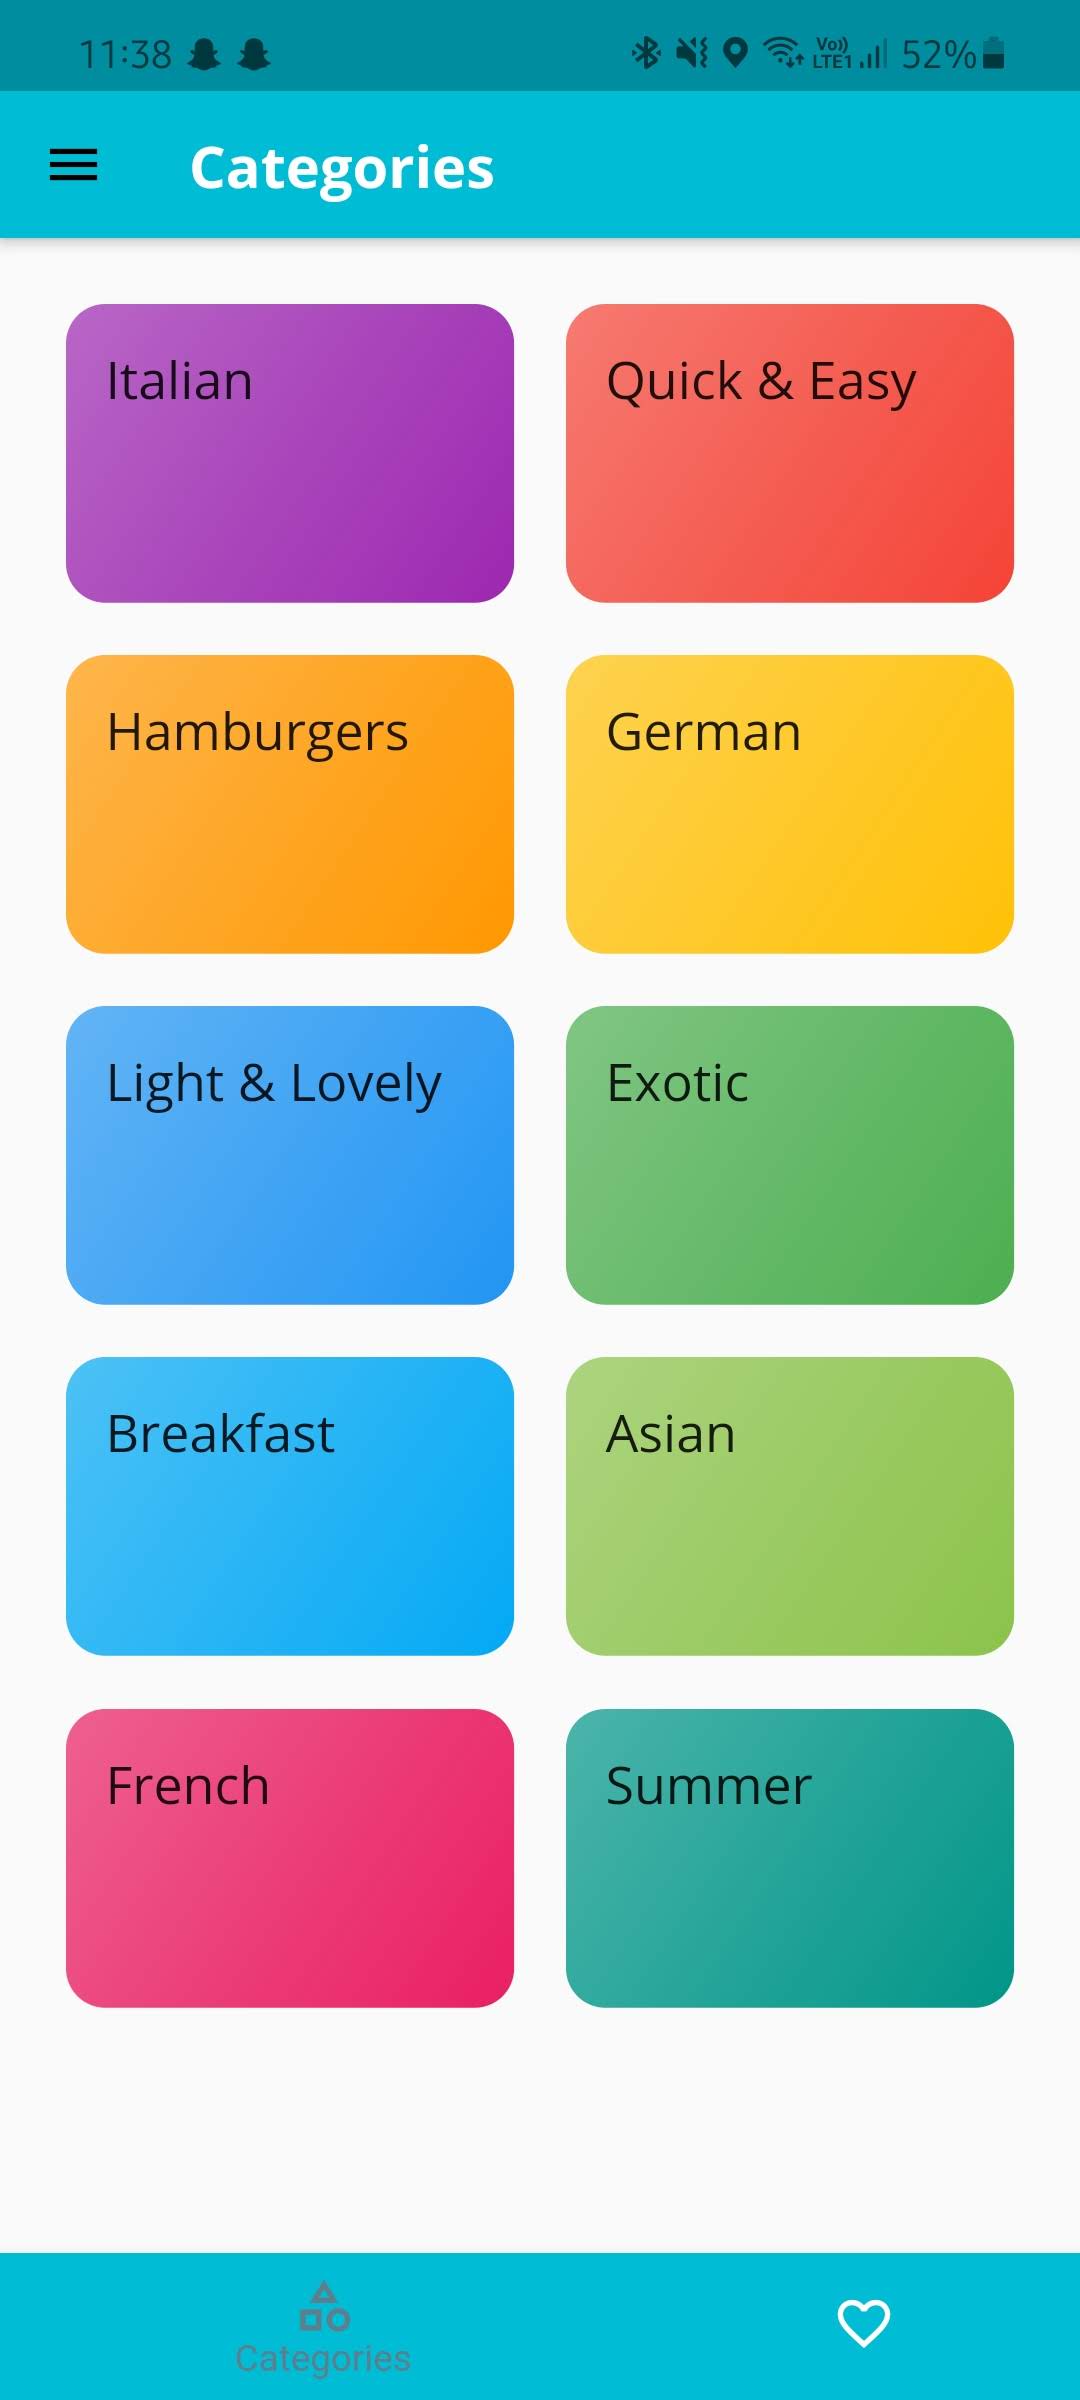 11:38 Vo)) LTE1 52%
Categories
Italian
Quick & Easy
Hamburgers
German
Light & Lovely
Exotic
Breakfast
Asian
French
Summer
Categories